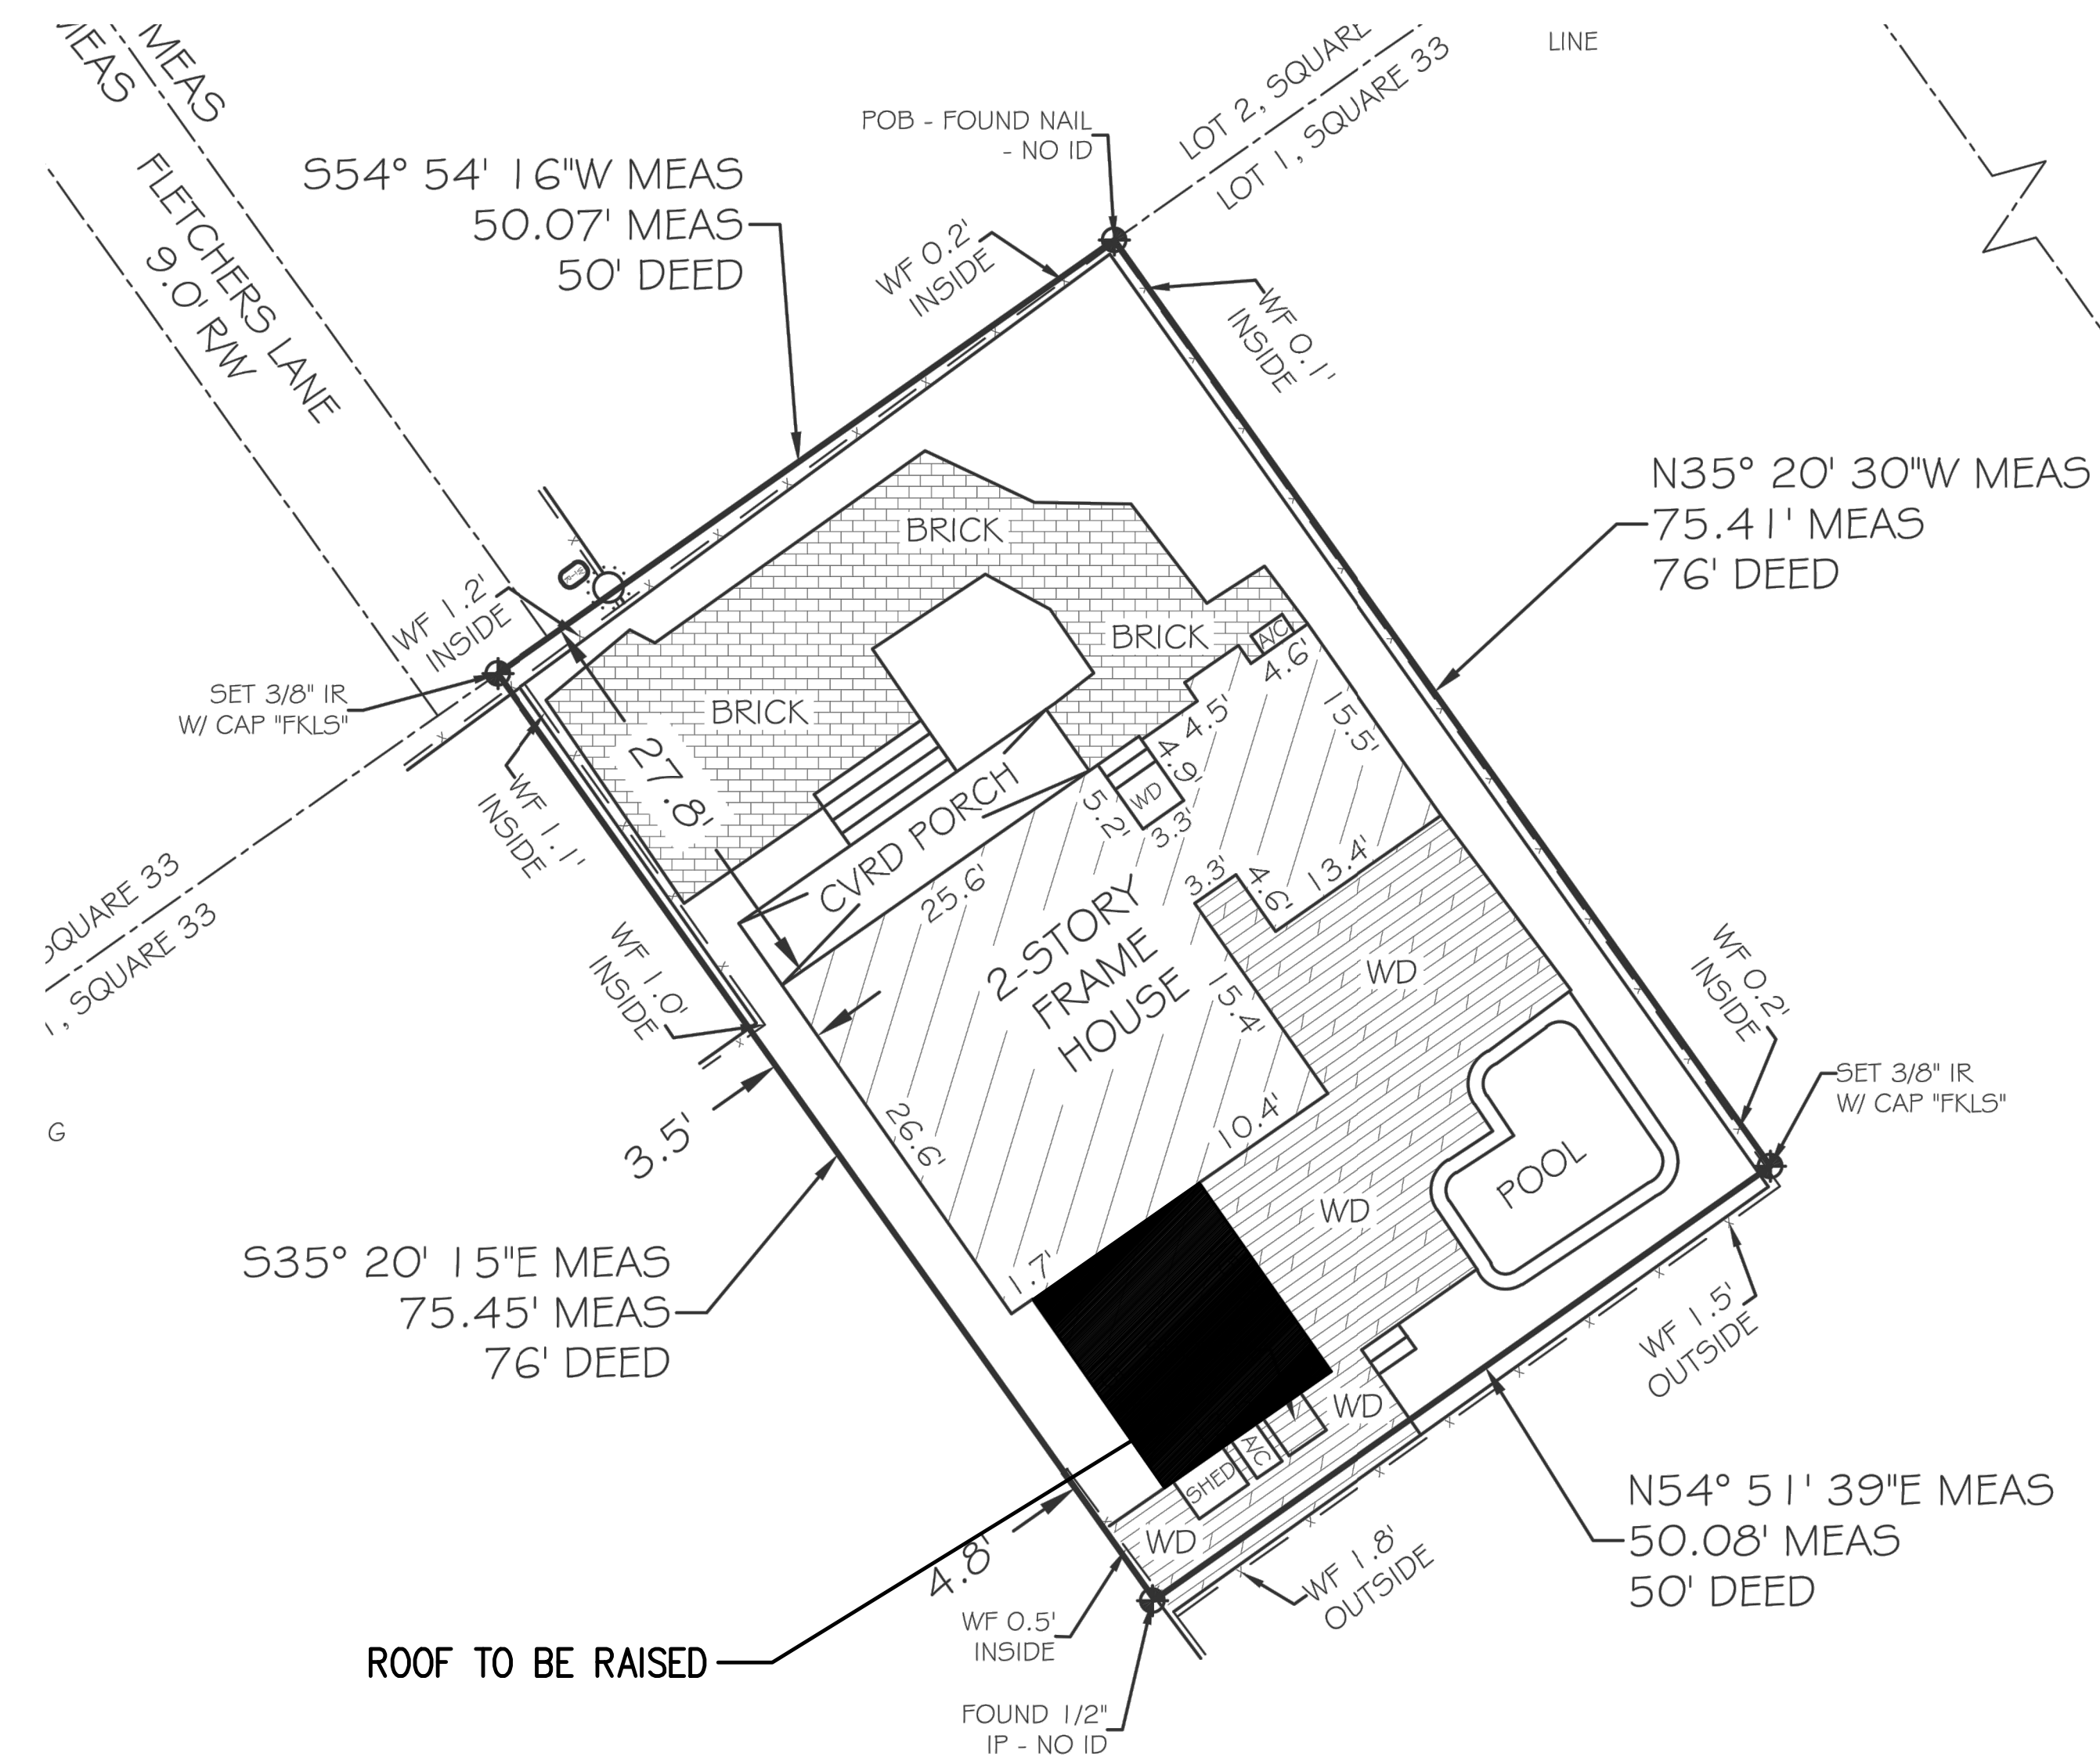 MEAS
MEAS
FLETCHERS LANE
9.0' R/W
LINE
LOT 2, SQUARE
LOT 1, SQUARE 33
POB - FOUND NAIL
- NO ID
S54° 54' 16"W MEAS
50.07' MEAS
50' DEED
WF 0.2'
INSIDE
WF 0.1'
INSIDE
N35° 20' 30"W MEAS
75.41' MEAS
76' DEED
BRICK
BRICK
BRICK
A/C
WF 1.2'
INSIDE
SET 3/8" IR
W/ CAP "FKLS"
WF 1.1'
INSIDE
27.8'
CVRD PORCH
4.6'
15.5'
4.5'
4.9'
WD
3.3'
5.2'
25.6'
3.3'
4.6'
13.4'
2-STORY
FRAME
HOUSE
15.4'
WD
SQUARE 33
1, SQUARE 33
WF 1.0'
INSIDE
WF 0.2'
INSIDE
SET 3/8" IR
W/ CAP "FKLS"
G
3.5'
26.6'
10.4'
POOL
WD
1.7'
S35° 20' 15"E MEAS
75.45' MEAS
76' DEED
WF 1.5'
OUTSIDE
WD
A/C
SHED
WD
4.8'
N54° 51' 39"E MEAS
50.08' MEAS
50' DEED
WF 1.8'
OUTSIDE
WF 0.5'
INSIDE
ROOF TO BE RAISED
FOUND 1/2"
IP - NO ID